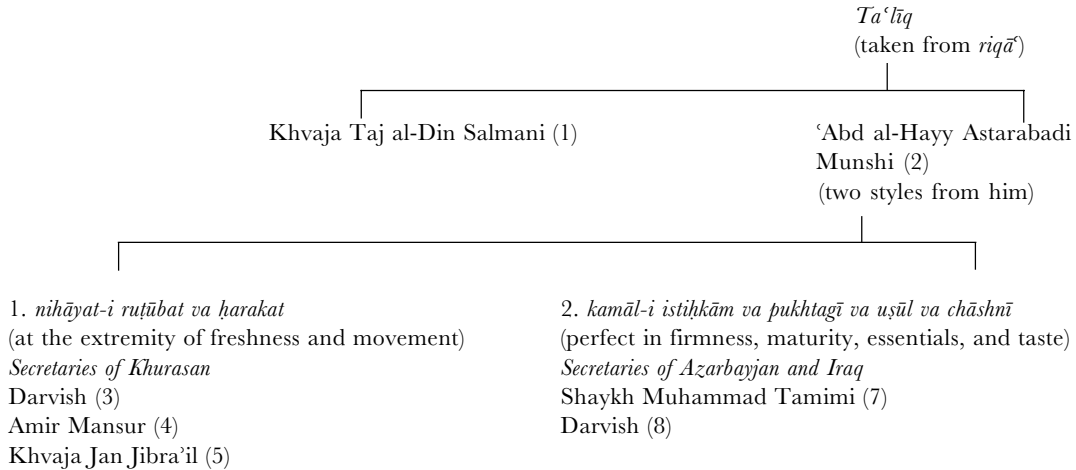 Taʿlīq
(taken from riqāʿ)
Khvaja Taj al-Din Salmani (1)
ʿAbd al-Hayy Astarabadi
Munshi (2)
(two styles from him)
1. nihāyat-i ruṭūbat va ḥarakat
(at the extremity of freshness and movement)
Secretaries of Khurasan
Darvish (3)
Amir Mansur (4)
Khvaja Jan Jibraʾil (5)
2. kamāl-i istiḥkām va pukhtagī va uṣūl va chāshnī
(perfect in firmness, maturity, essentials, and taste)
Secretaries of Azarbayjan and Iraq
Shaykh Muhammad Tamimi (7)
Darvish (8)